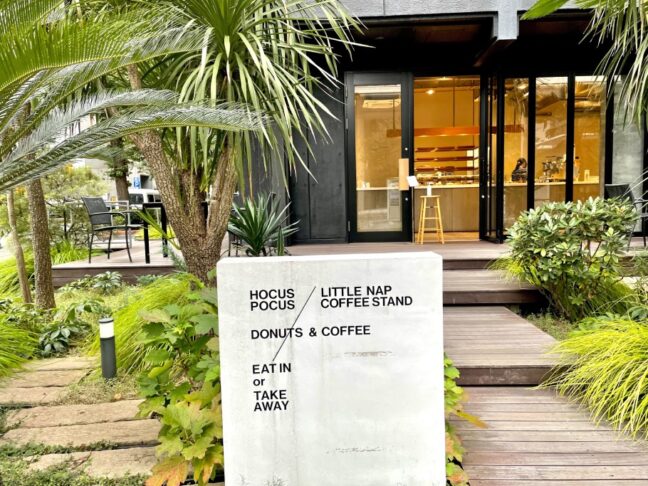 HOCUS POCUS / LITTLE NAP COFFEE STAND
DONUTS & COFFEE
EAT IN
or
TAKE
AWAY